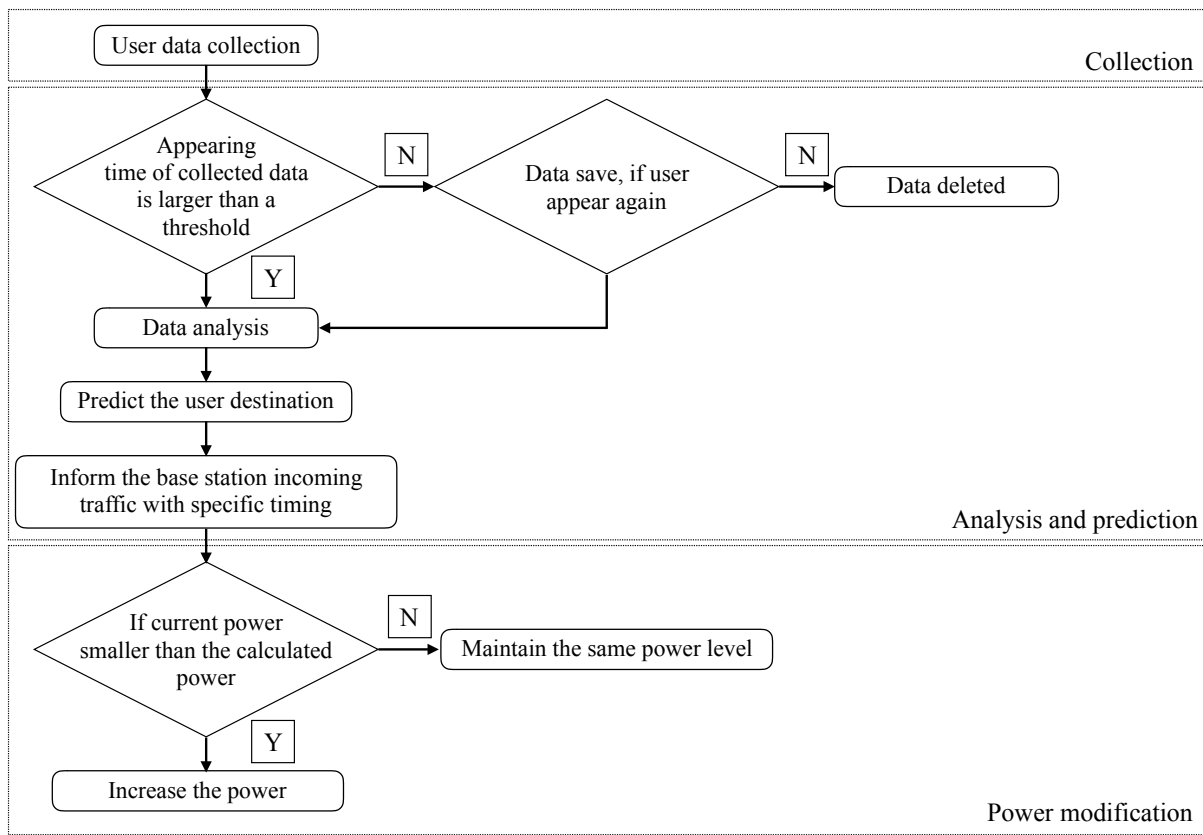 User data collection
Collection
Appearing
time of collected data
is larger than a
threshold
N
Data save, if user
appear again
N
Data deleted
Y
Data analysis
Predict the user destination
Inform the base station incoming
traffic with specific timing
Analysis and prediction
If current power
smaller than the calculated
power
N
Maintain the same power level
Y
Increase the power
Power modification